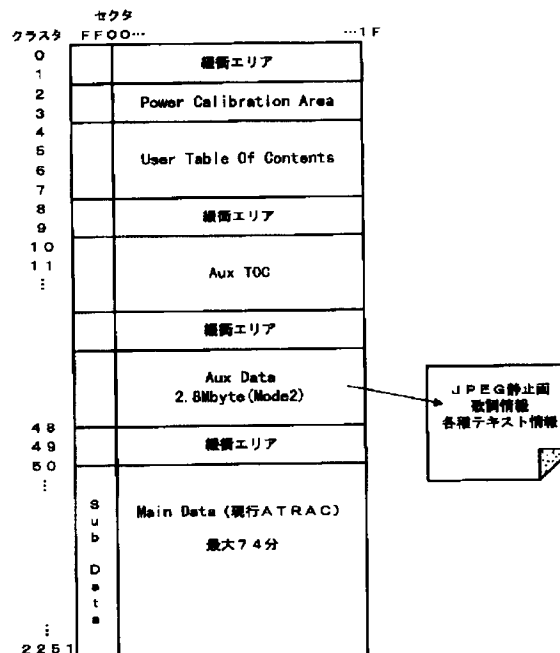 セクタ
クラスタ FF00… …1F
0
1
緩衝エリア
2
3
Power Calibration Area
4
5
6
7
User Table Of Contents
8
9
緩衝エリア
10
11
⋮
Aux TOC
緩衝エリア
Aux Data
2.8Mbyte(Mode2)
JPEG静止画
歌詞情報
各種テキスト情報
48
49
緩衝エリア
50
⋮
Sub Data
Main Data (現行ATRAC)
最大74分
⋮
2251